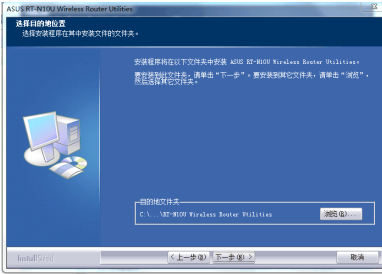 ASUS RT-N10U Wireless Router Utilities
选择目的地位置
选择安装程序在其中安装文件的文件夹。
安装程序将在以下文件夹中安装 ASUS RT-N10U Wireless Router Utilities。
要安装到此文件夹，请单击“下一步”。要安装到其它文件夹，请单击“浏览”，
然后选择其它文件夹。
目的地文件夹
C:\...\RT-N10U Wireless Router Utilities
浏览(R)...
InstallShield
< 上一步(B)
下一步(N) >
取消